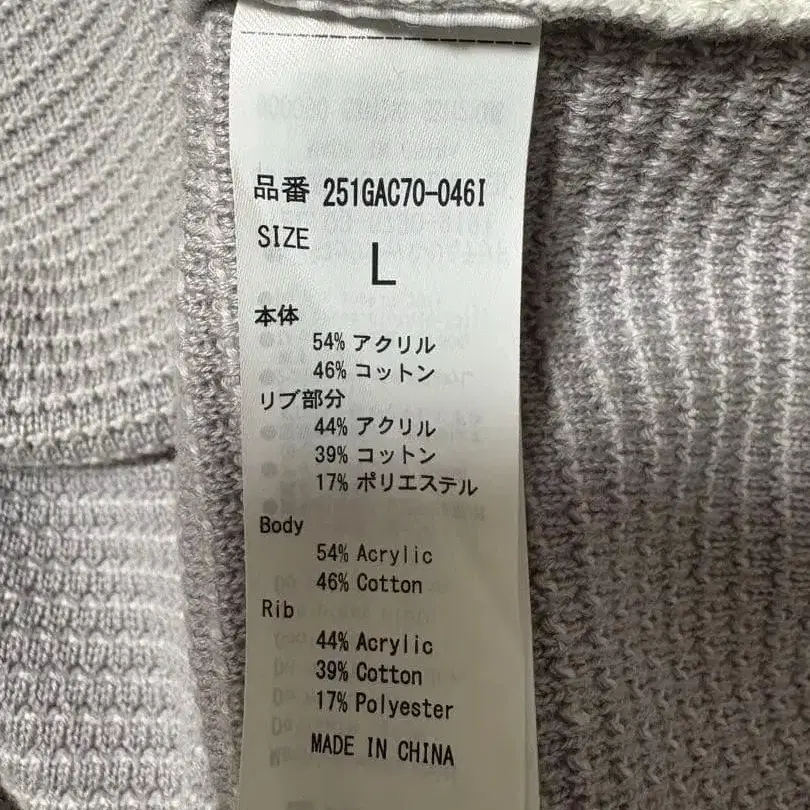 品番 251GAC70-046I
SIZE
L
本体
54% アクリル
46% コットン
リブ部分
44% アクリル
39% コットン
17% ポリエステル
Body
54% Acrylic
46% Cotton
Rib
44% Acrylic
39% Cotton
17% Polyester
MADE IN CHINA